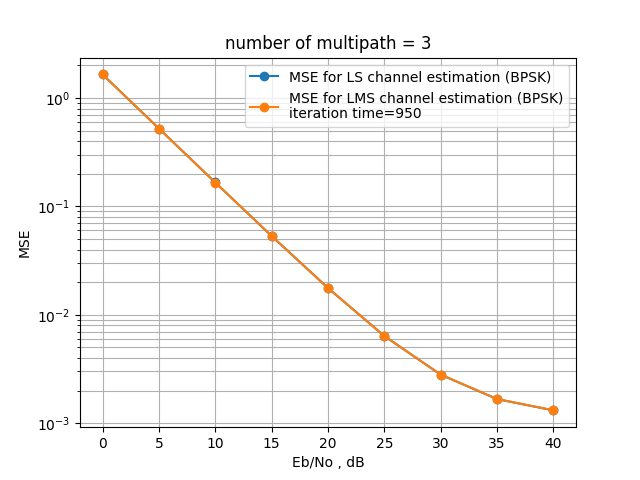 number of multipath = 3
MSE for LS channel estimation (BPSK)
MSE for LMS channel estimation (BPSK)
iteration time=950
MSE
10⁰
10⁻¹
10⁻²
10⁻³
0 5 10 15 20 25 30 35 40
Eb/No , dB